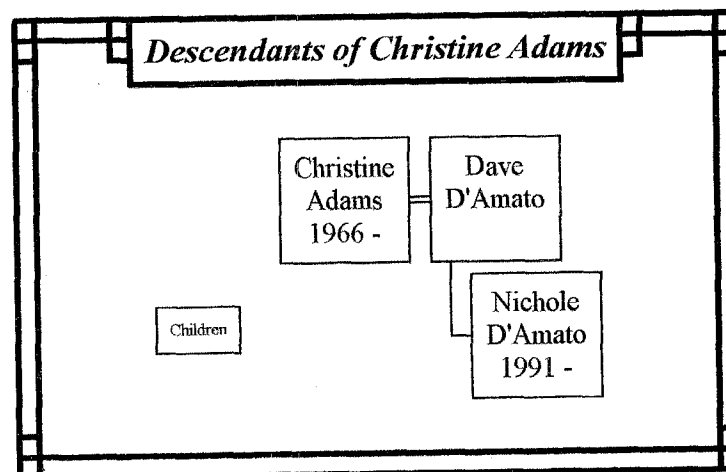 Descendants of Christine Adams
Christine
Adams
1966 -
Dave
D'Amato
Children
Nichole
D'Amato
1991 -